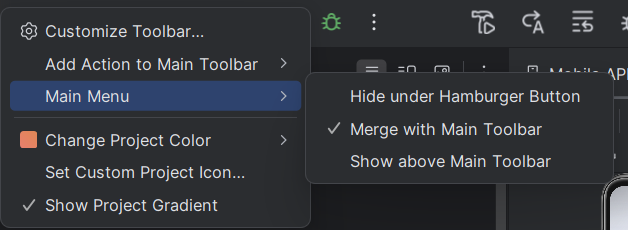 Customize Toolbar...
Add Action to Main Toolbar
Main Menu
Change Project Color
Set Custom Project Icon...
Show Project Gradient
Hide under Hamburger Button
Merge with Main Toolbar
Show above Main Toolbar